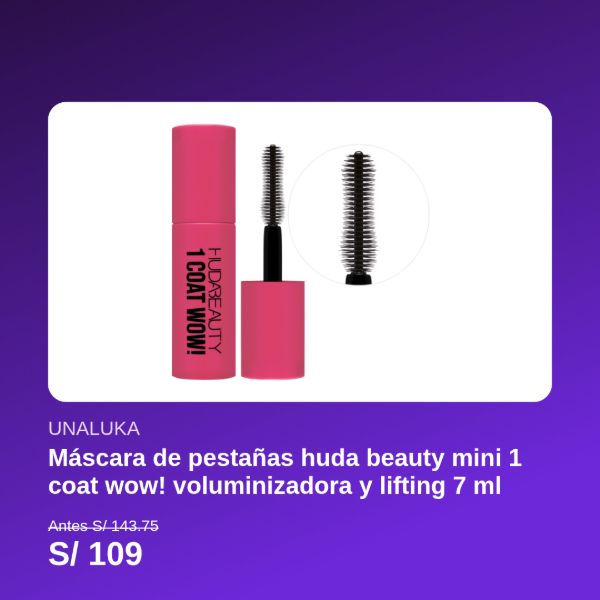 HUDABEAUTY
1 COAT WOW!
UNALUKA
Máscara de pestañas huda beauty mini 1
coat wow! voluminizadora y lifting 7 ml
Antes S/ 143.75
S/ 109